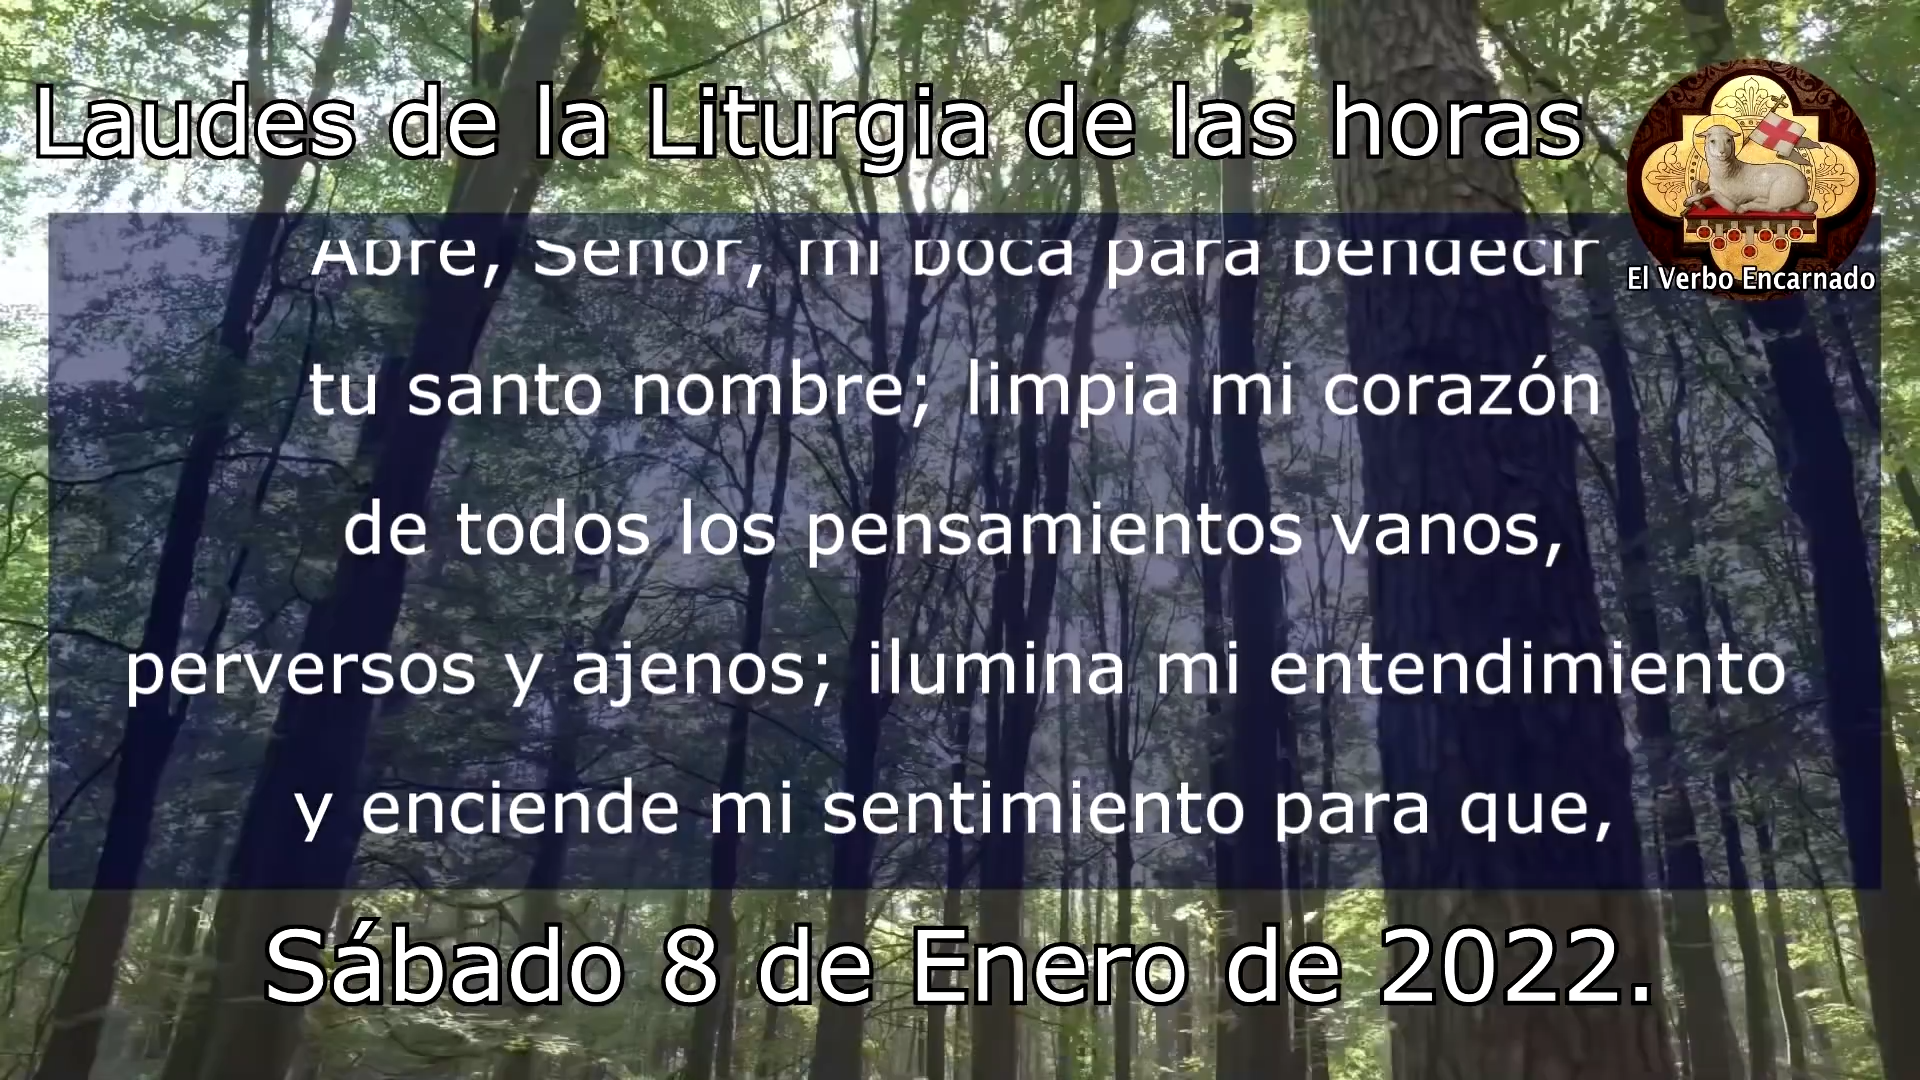 Laudes de la Liturgia de las horas
El Verbo Encarnado
Abre, Señor, mi boca para bendecir
tu santo nombre; limpia mi corazón
de todos los pensamientos vanos,
perversos y ajenos; ilumina mi entendimiento
y enciende mi sentimiento para que,
Sábado 8 de Enero de 2022.